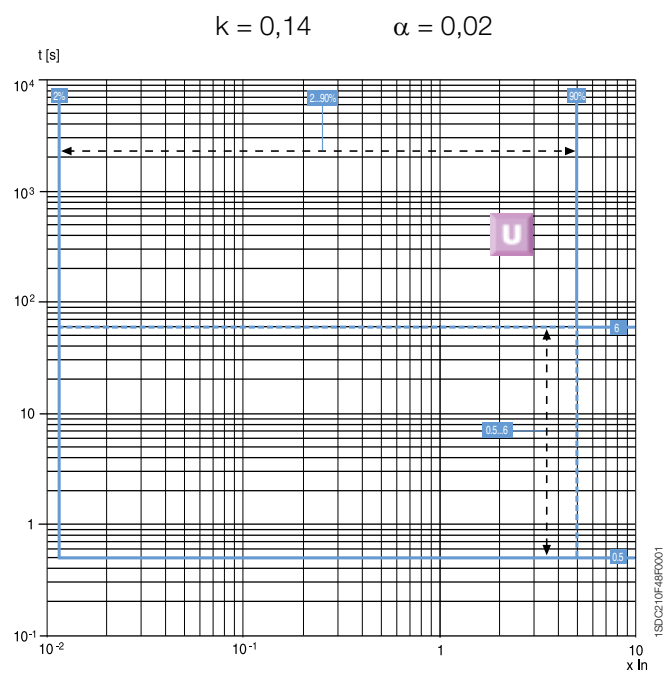 k = 0,14 α = 0,02
t [s]
10⁴
2%
2...90%
90%
10³
U
10²
6
10
0.5...6
1
0.5
10⁻¹
10⁻² 10⁻¹ 1 10
x In
1SDC210F48F0001